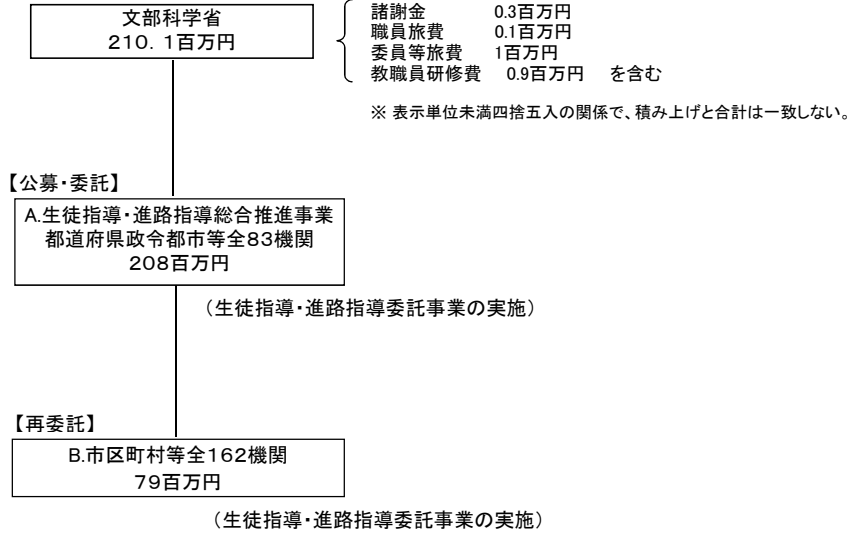 文部科学省
210．1百万円
諸謝金　0.3百万円
職員旅費　0.1百万円
委員等旅費　1百万円
教職員研修費　0.9百万円　を含む
※ 表示単位未満四捨五入の関係で、積み上げと合計は一致しない。
【公募・委託】
A.生徒指導・進路指導総合推進事業
都道府県政令都市等全83機関
208百万円
（生徒指導・進路指導委託事業の実施）
【再委託】
B.市区町村等全162機関
79百万円
（生徒指導・進路指導委託事業の実施）